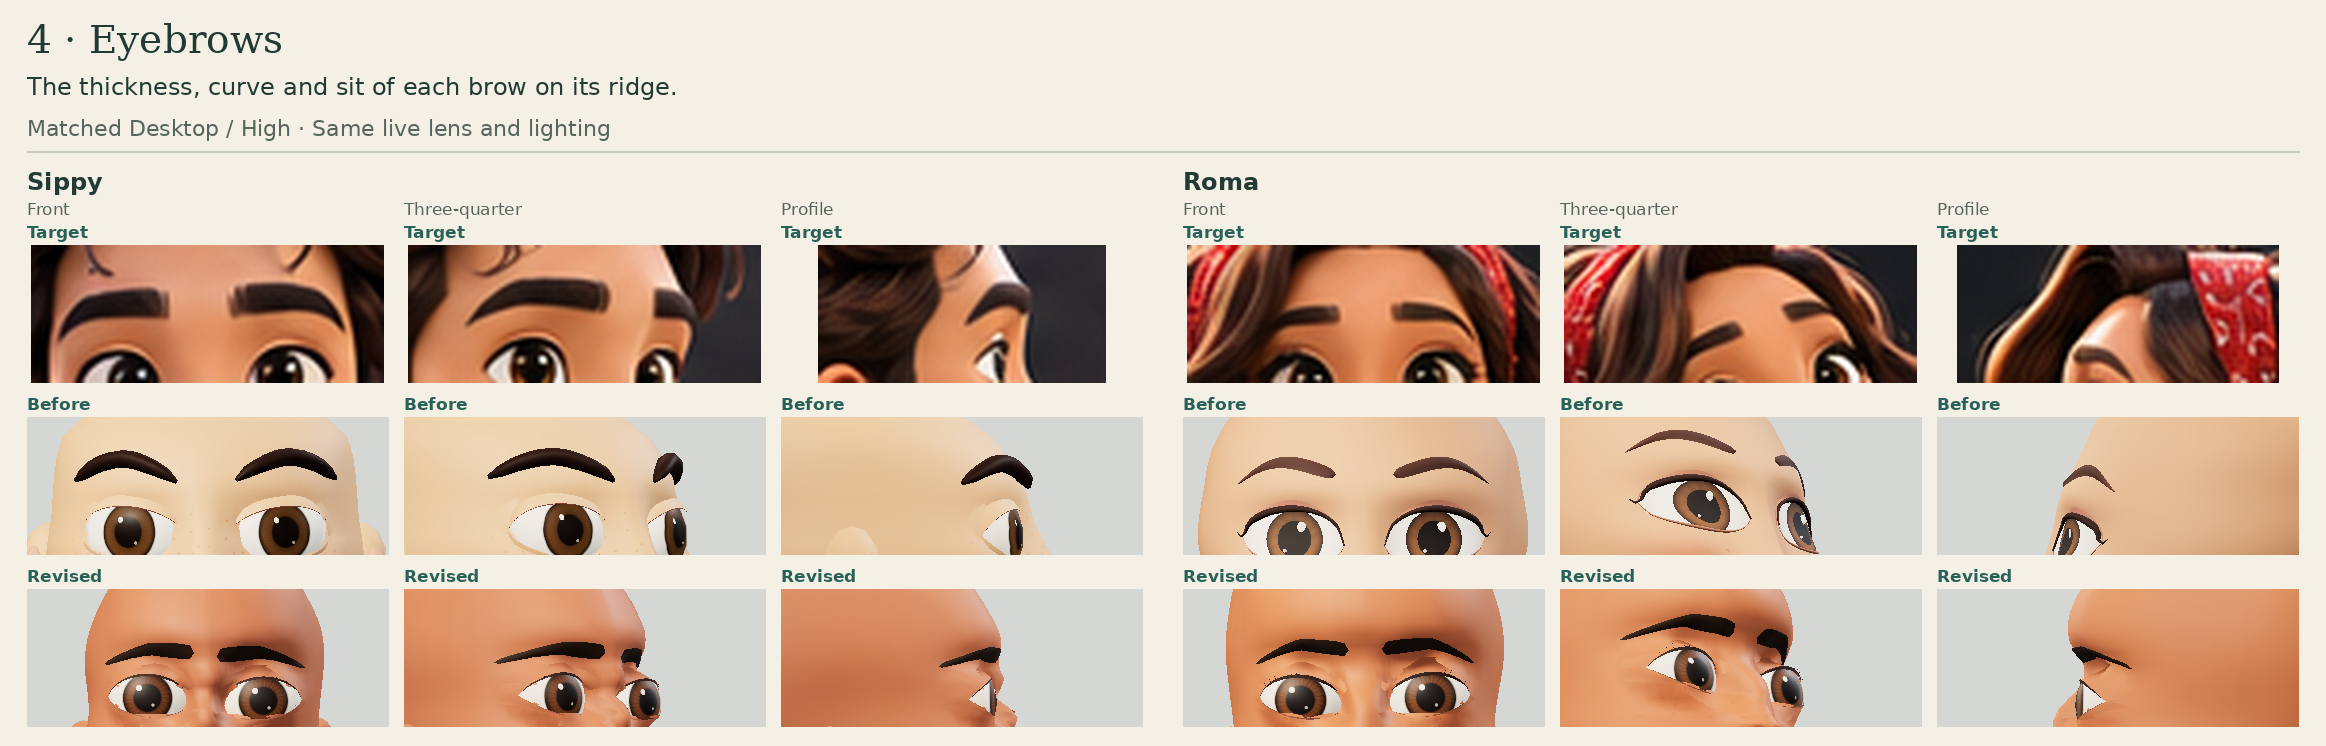 4 · Eyebrows
The thickness, curve and sit of each brow on its ridge.
Matched Desktop / High · Same live lens and lighting
Sippy
Roma
Front
Three-quarter
Profile
Front
Three-quarter
Profile
Target
Target
Target
Target
Target
Target
Before
Before
Before
Before
Before
Before
Revised
Revised
Revised
Revised
Revised
Revised